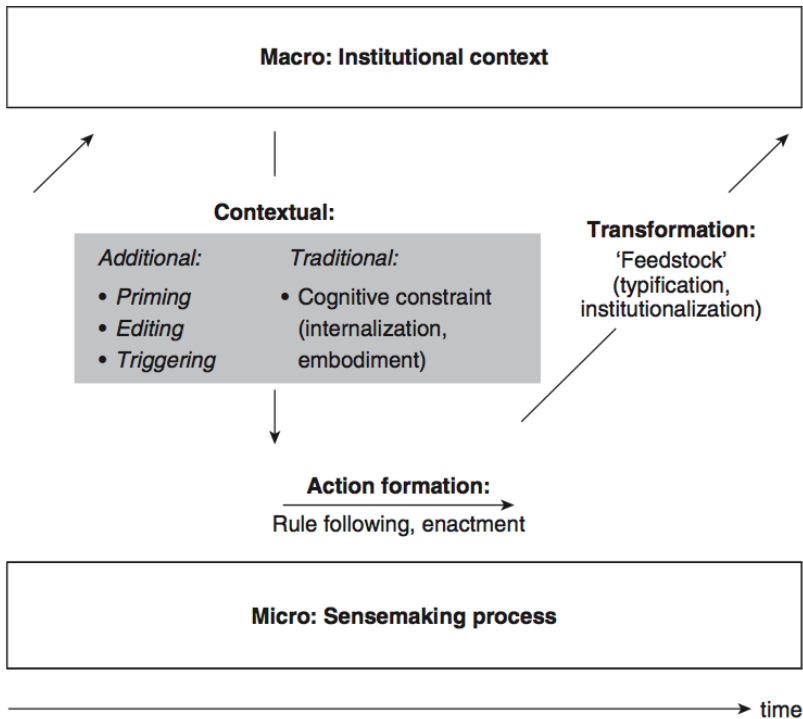 Macro: Institutional context
Contextual:
Additional:
• Priming
• Editing
• Triggering
Traditional:
• Cognitive constraint
(internalization,
embodiment)
Transformation:
‘Feedstock’
(typification,
institutionalization)
Action formation:
Rule following, enactment
Micro: Sensemaking process
time